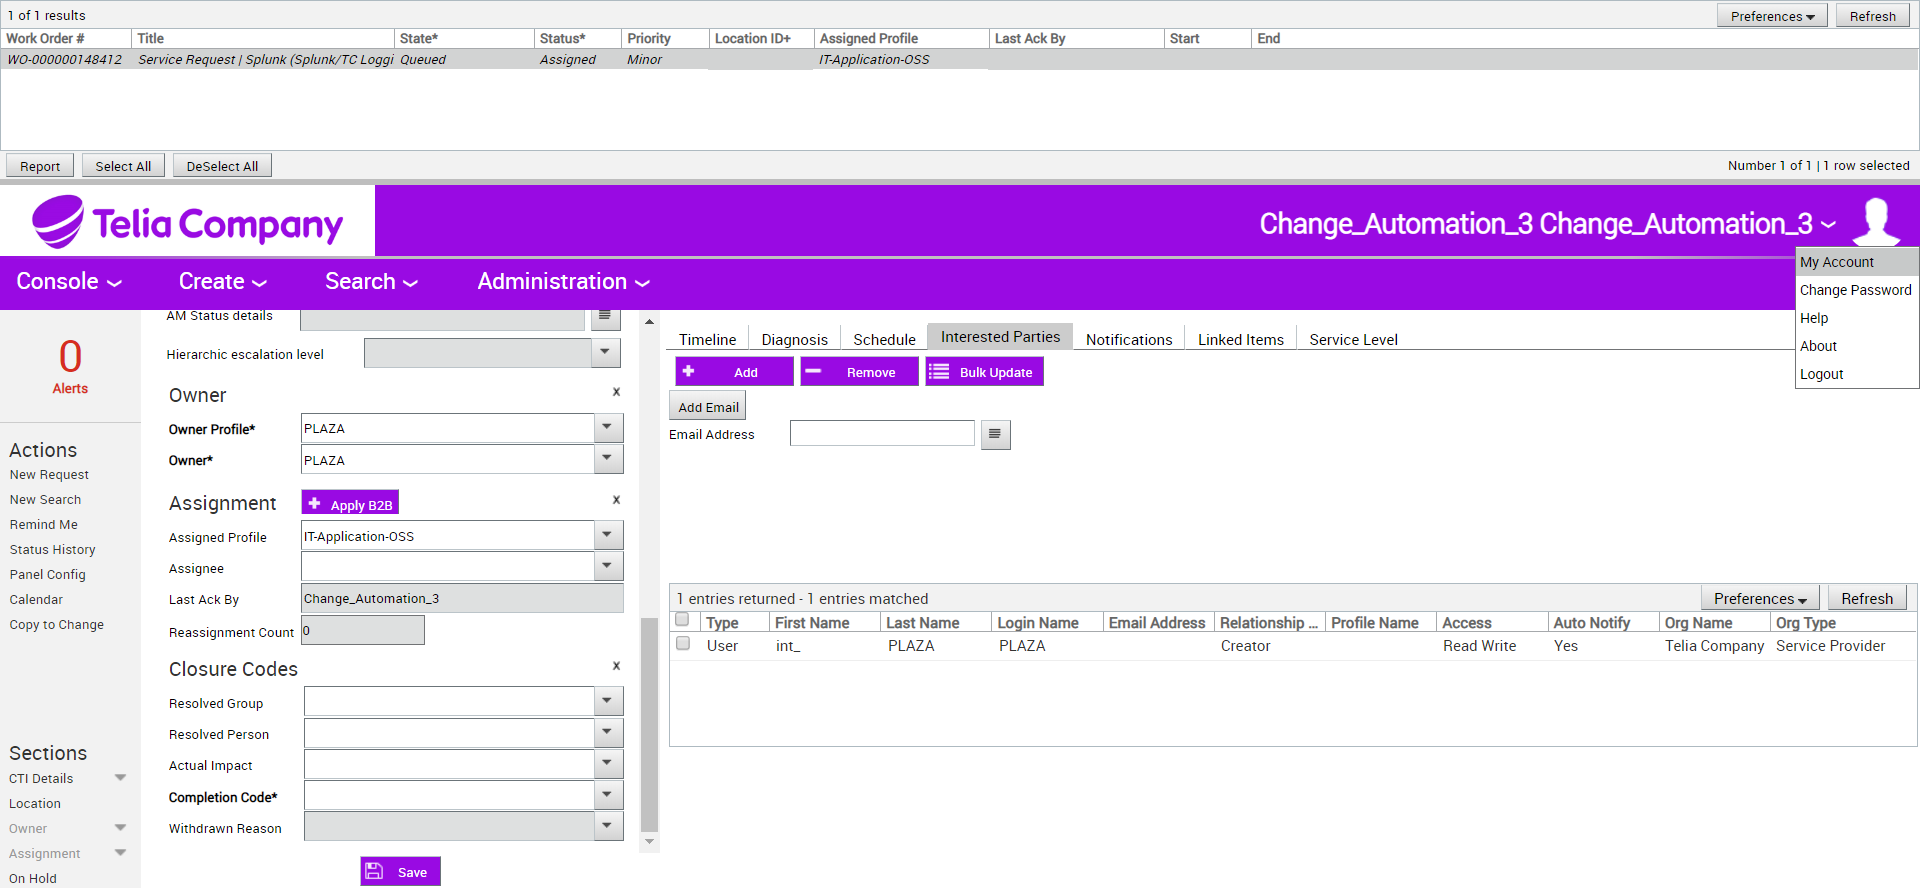 1 of 1 results
Preferences
Refresh
Work Order # Title State* Status* Priority Location ID+ Assigned Profile Last Ack By Start End
WO-000000148412 Service Request | Splunk (Splunk/TC Loggi Queued Assigned Minor IT-Application-OSS
Report Select All DeSelect All
Number 1 of 1 | 1 row selected
Telia Company
Change_Automation_3 Change_Automation_3
My Account
Change Password
Help
About
Logout
Console Create Search Administration
0
Alerts
Actions
New Request
New Search
Remind Me
Status History
Panel Config
Calendar
Copy to Change
Sections
CTI Details
Location
Owner
Assignment
On Hold
AM Status details
Hierarchic escalation level
Owner x
Owner Profile* PLAZA
Owner* PLAZA
Assignment Apply B2B x
Assigned Profile IT-Application-OSS
Assignee
Last Ack By Change_Automation_3
Reassignment Count 0
Closure Codes x
Resolved Group
Resolved Person
Actual Impact
Completion Code*
Withdrawn Reason
Save
Timeline Diagnosis Schedule Interested Parties Notifications Linked Items Service Level
Add Remove Bulk Update
Add Email
Email Address
1 entries returned - 1 entries matched
Preferences Refresh
Type First Name Last Name Login Name Email Address Relationship ... Profile Name Access Auto Notify Org Name Org Type
User int_ PLAZA PLAZA Creator Read Write Yes Telia Company Service Provider